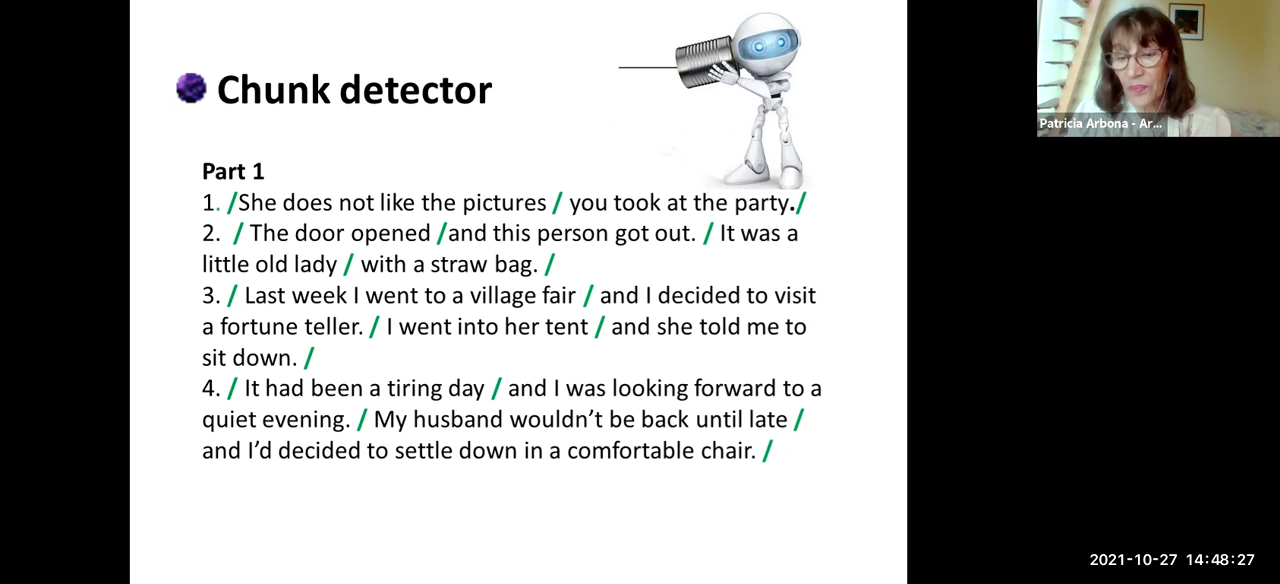 Chunk detector
Part 1
1. /She does not like the pictures / you took at the party./
2. / The door opened /and this person got out. / It was a
little old lady / with a straw bag. /
3. / Last week I went to a village fair / and I decided to visit
a fortune teller. / I went into her tent / and she told me to
sit down. /
4. / It had been a tiring day / and I was looking forward to a
quiet evening. / My husband wouldn’t be back until late /
and I’d decided to settle down in a comfortable chair. /
Patricia Arbona - Ar...
2021-10-27 14:48:27